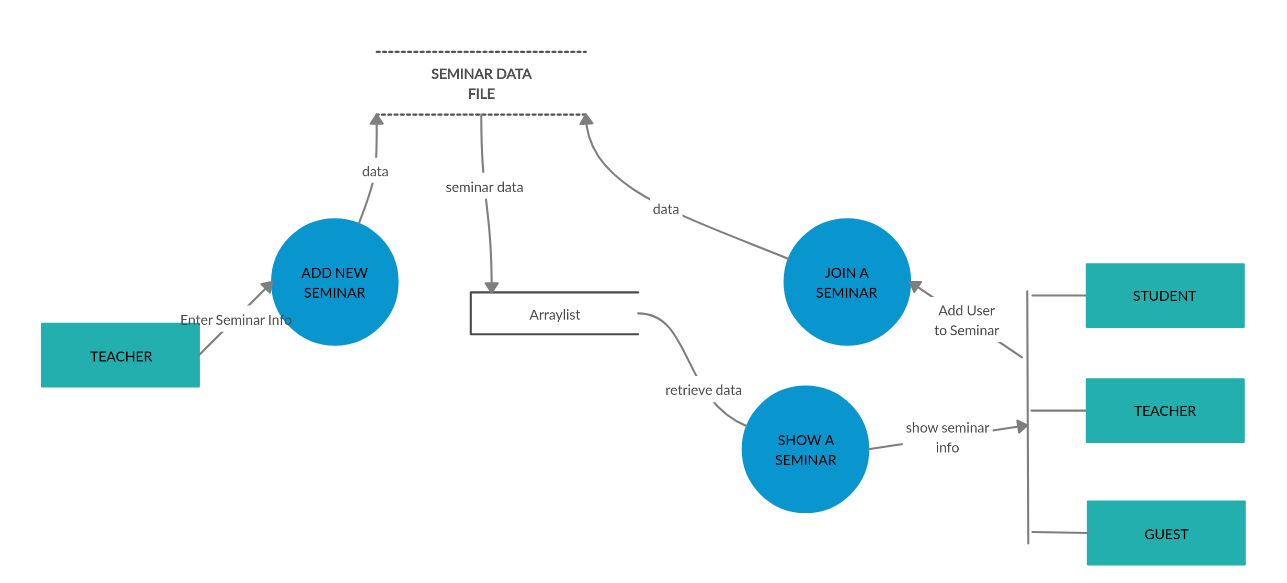 SEMINAR DATA
FILE
data
seminar data
data
ADD NEW
SEMINAR
JOIN A
SEMINAR
STUDENT
Enter Seminar Info
Arraylist
Add User
to Seminar
TEACHER
retrieve data
TEACHER
SHOW A
SEMINAR
show seminar
info
GUEST